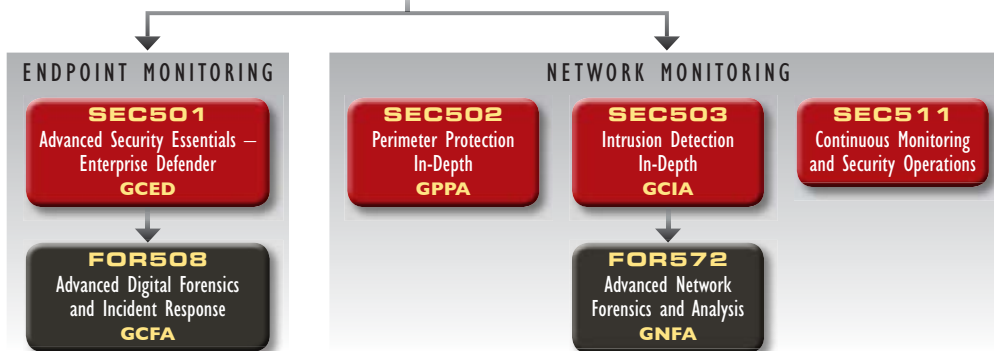 ENDPOINT MONITORING
SEC501
Advanced Security Essentials –
Enterprise Defender
GCED
FOR508
Advanced Digital Forensics
and Incident Response
GCFA
NETWORK MONITORING
SEC502
Perimeter Protection
In-Depth
GPPA
SEC503
Intrusion Detection
In-Depth
GCIA
SEC511
Continuous Monitoring
and Security Operations
FOR572
Advanced Network
Forensics and Analysis
GNFA